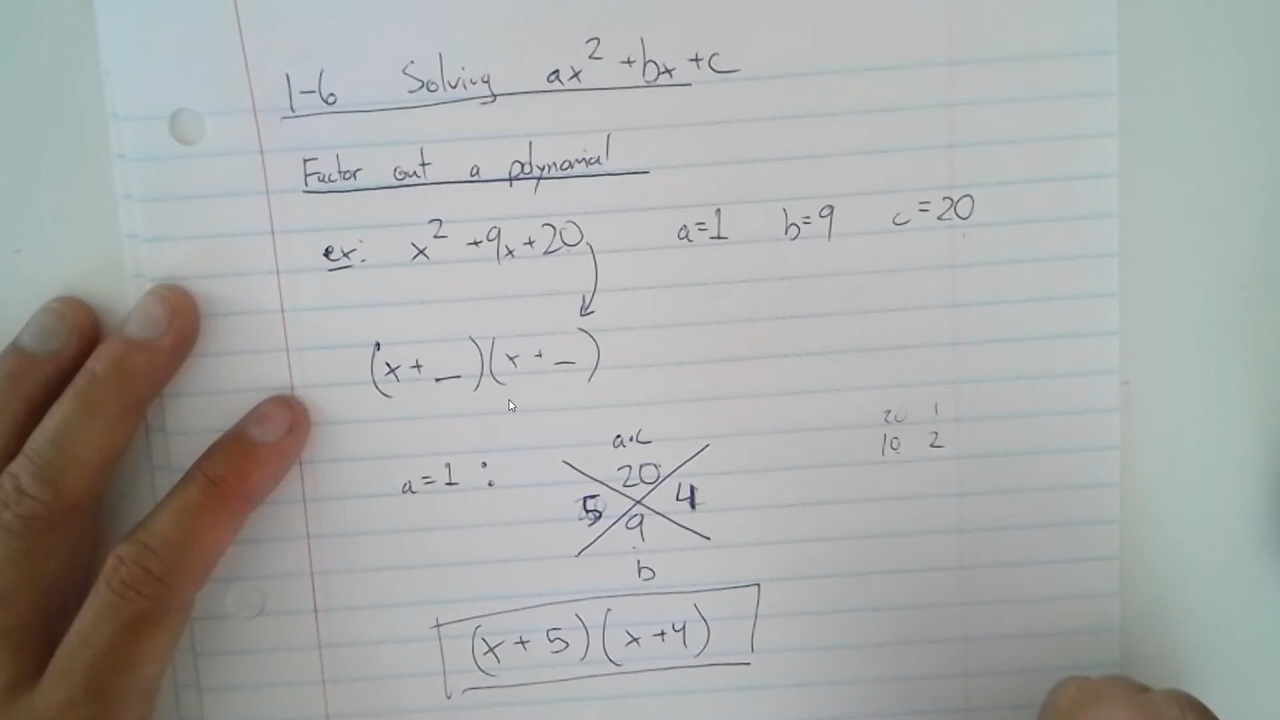 1-6 Solving ax² +bx +c
Factor out a polynomial
ex: x² +9x+20 a=1 b=9 c=20
(x+ _ )(x + _ )
20 1
10 2
a·c
a=1 : 20
5 4
9
b
(x+5)(x+4)